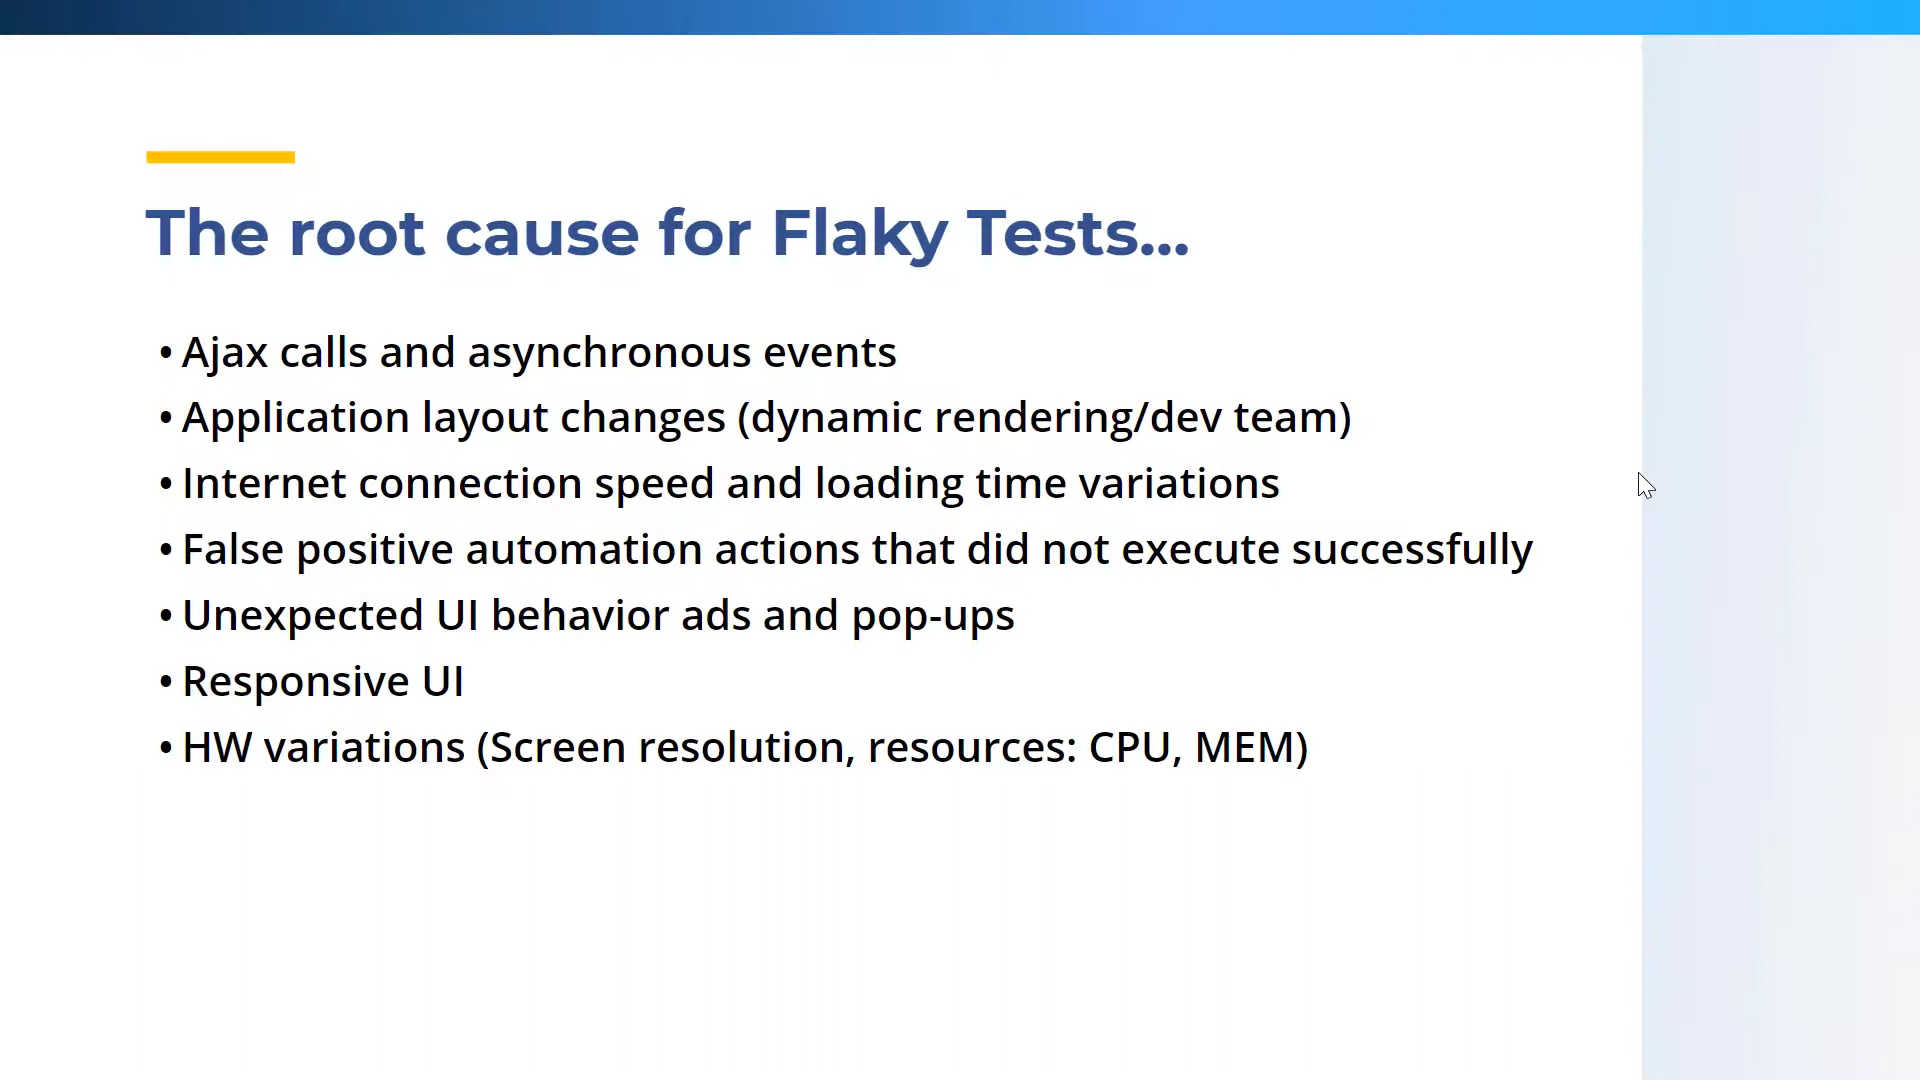 The root cause for Flaky Tests...
• Ajax calls and asynchronous events
• Application layout changes (dynamic rendering/dev team)
• Internet connection speed and loading time variations
• False positive automation actions that did not execute successfully
• Unexpected UI behavior ads and pop-ups
• Responsive UI
• HW variations (Screen resolution, resources: CPU, MEM)